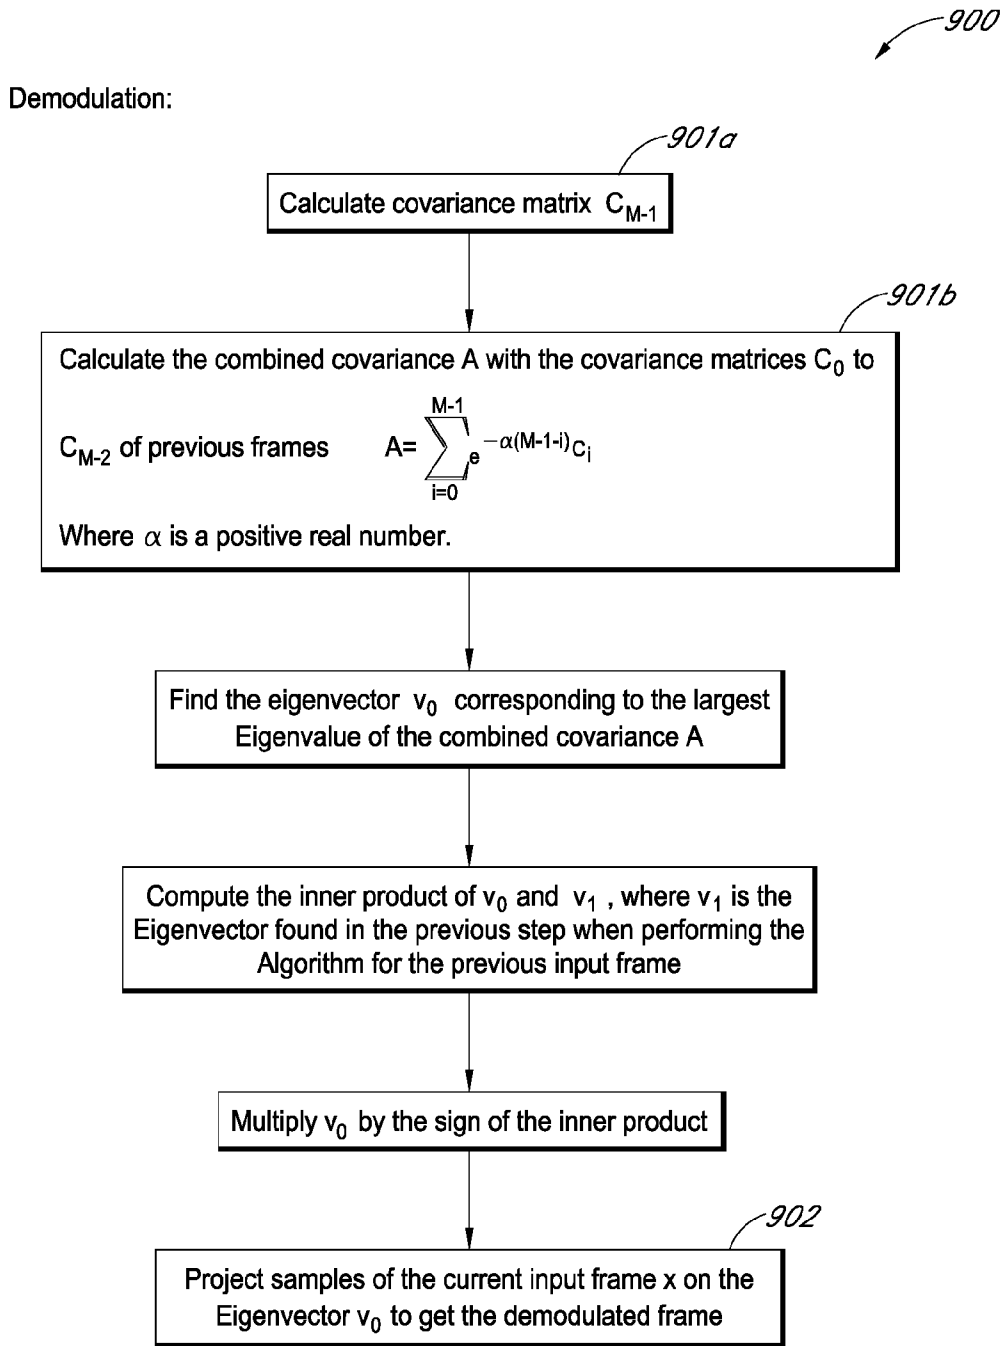 900
Demodulation:
901a
Calculate covariance matrix C_M-1
901b
Calculate the combined covariance A with the covariance matrices C_0 to
M-1
C_M-2 of previous frames A= ∑ e^-α(M-1-i) C_i
i=0
Where α is a positive real number.
Find the eigenvector v_0 corresponding to the largest
Eigenvalue of the combined covariance A
Compute the inner product of v_0 and v_1 , where v_1 is the
Eigenvector found in the previous step when performing the
Algorithm for the previous input frame
Multiply v_0 by the sign of the inner product
902
Project samples of the current input frame x on the
Eigenvector v_0 to get the demodulated frame